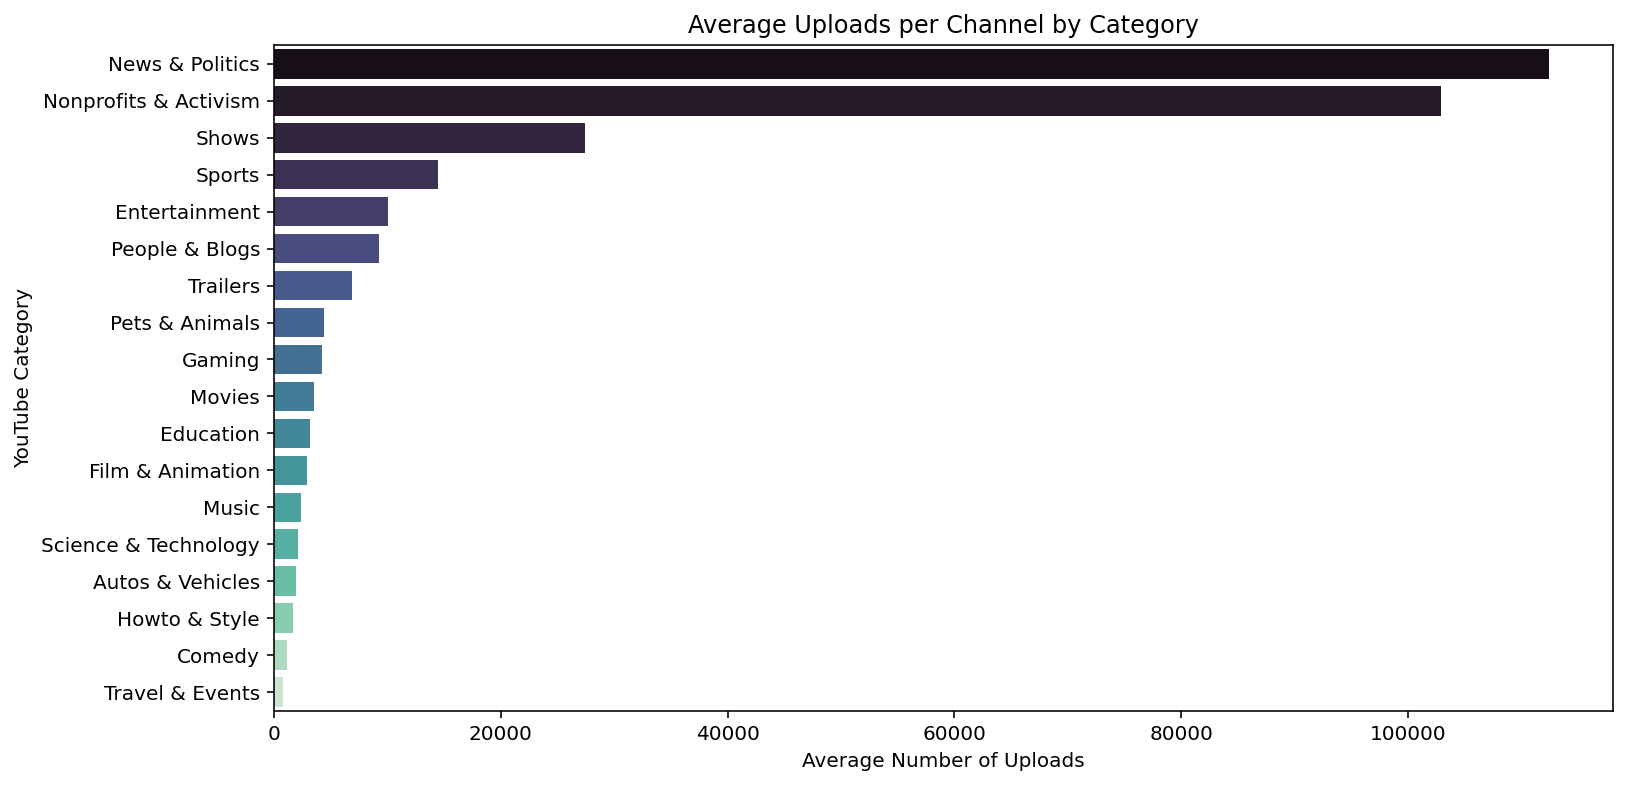 Average Uploads per Channel by Category
YouTube Category
News & Politics
Nonprofits & Activism
Shows
Sports
Entertainment
People & Blogs
Trailers
Pets & Animals
Gaming
Movies
Education
Film & Animation
Music
Science & Technology
Autos & Vehicles
Howto & Style
Comedy
Travel & Events
0 20000 40000 60000 80000 100000
Average Number of Uploads